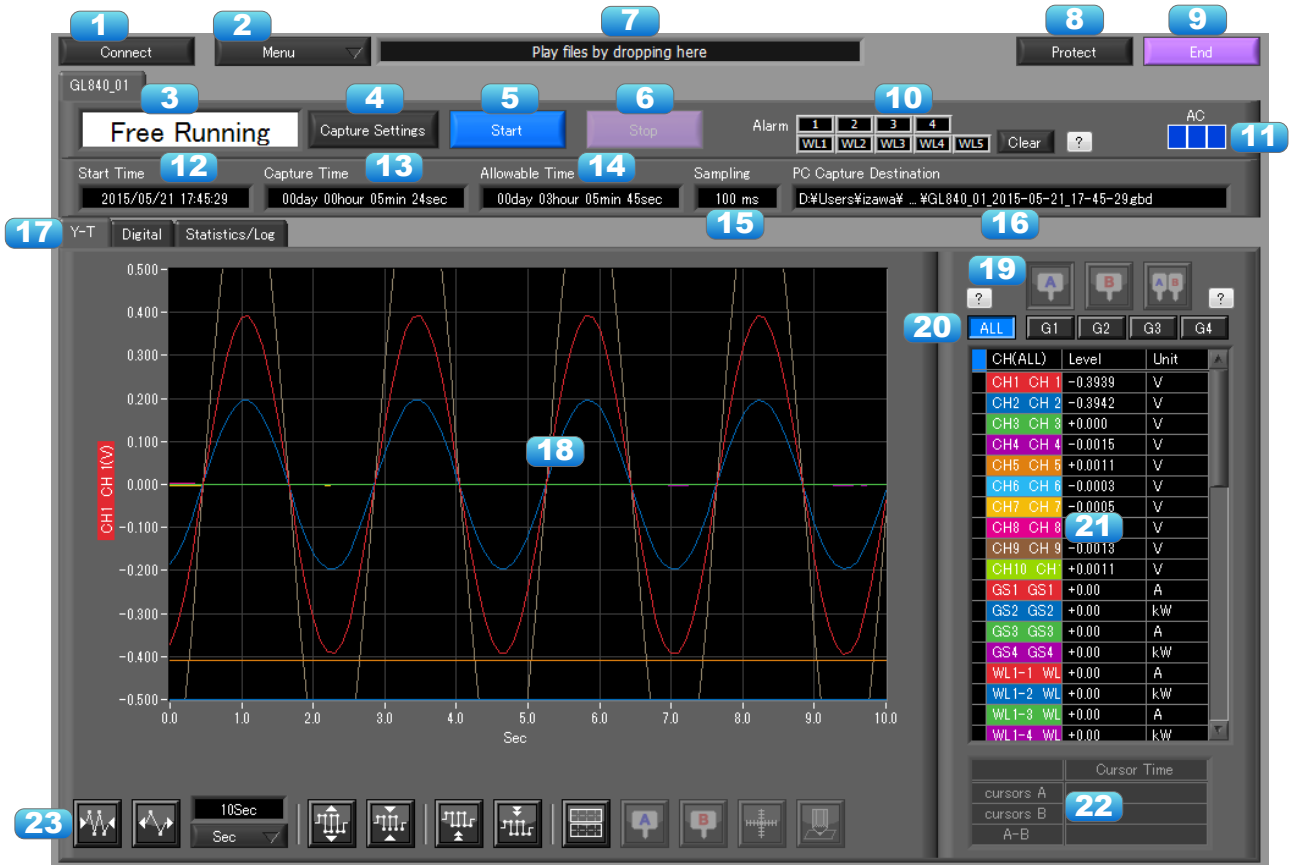 1 2 7 8 9
Connect Menu Play files by dropping here Protect End
GL840_01
3 4 5 6 10
Free Running Capture Settings Start Stop Alarm 1 2 3 4 AC
WL1 WL2 WL3 WL4 WL5 Clear ? 11
12 13 14
Start Time Capture Time Allowable Time Sampling PC Capture Destination
2015/05/21 17:45:29 00day 00hour 05min 24sec 00day 03hour 05min 45sec 100 ms D:¥Users¥izawa¥ … ¥GL840_01_2015-05-21_17-45-29.gbd
15 16
17 Y-T Digital Statistics/Log
19 A B A B
? ?
20 ALL G1 G2 G3 G4
0.500
0.400
0.300
0.200
0.100
0.000
-0.100
-0.200
-0.300
-0.400
-0.500
CH1 CH 1(V)
18
0.0 1.0 2.0 3.0 4.0 5.0 6.0 7.0 8.0 9.0 10.0
Sec
CH(ALL) Level Unit
CH1 CH 1 -0.3939 V
CH2 CH 2 -0.3942 V
CH3 CH 3 +0.000 V
CH4 CH 4 -0.0015 V
CH5 CH 5 +0.0011 V
CH6 CH 6 -0.0003 V
CH7 CH 7 -0.0005 V
CH8 CH 8 V
21
CH9 CH 9 -0.0013 V
CH10 CH +0.0011 V
GS1 GS1 +0.00 A
GS2 GS2 +0.00 kW
GS3 GS3 +0.00 A
GS4 GS4 +0.00 kW
WL1-1 WL +0.00 A
WL1-2 WL +0.00 kW
WL1-3 WL +0.00 A
WL1-4 WL +0.00 kW
Cursor Time
cursors A
cursors B
A-B
22
23 10Sec
Sec
A B